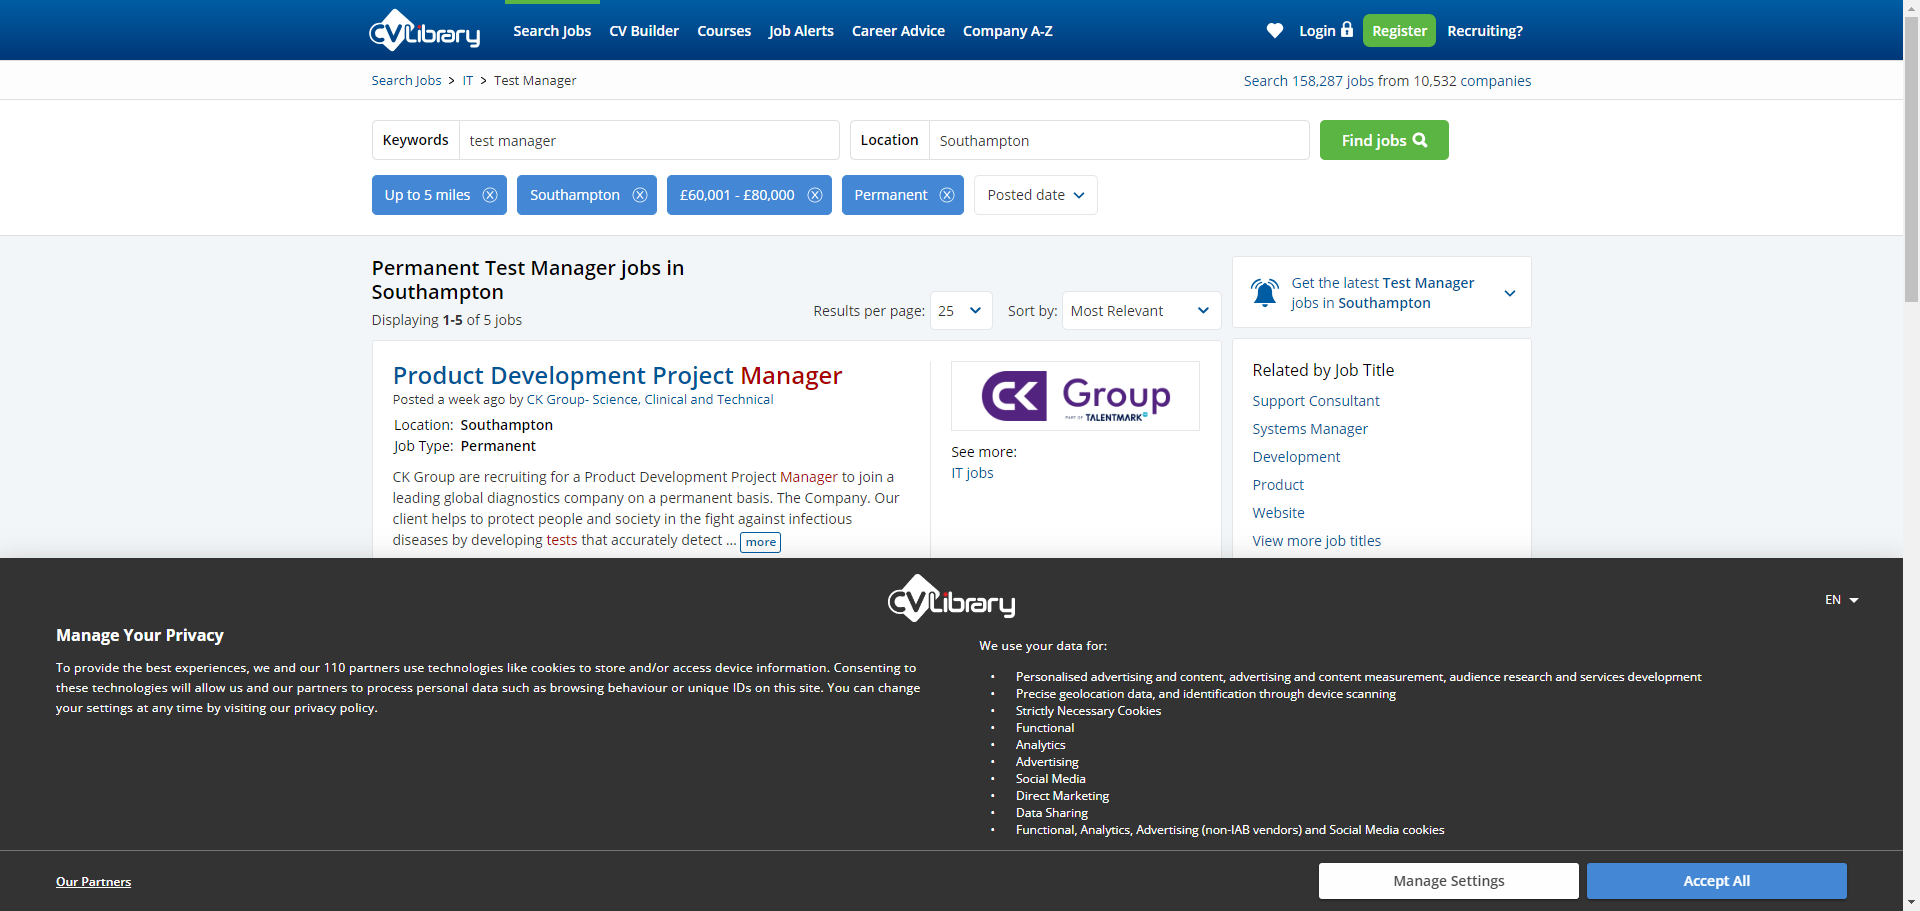 CVLibrary
Search Jobs CV Builder Courses Job Alerts Career Advice Company A-Z
Login Register Recruiting?
Search Jobs > IT > Test Manager
Search 158,287 jobs from 10,532 companies
Keywords test manager
Location Southampton
Find jobs
Up to 5 miles
Southampton
£60,001 - £80,000
Permanent
Posted date
Permanent Test Manager jobs in
Southampton
Displaying 1-5 of 5 jobs
Results per page: 25
Sort by: Most Relevant
Get the latest Test Manager
jobs in Southampton
Product Development Project Manager
Posted a week ago by CK Group- Science, Clinical and Technical
Location: Southampton
Job Type: Permanent
CK Group are recruiting for a Product Development Project Manager to join a
leading global diagnostics company on a permanent basis. The Company. Our
client helps to protect people and society in the fight against infectious
diseases by developing tests that accurately detect ... more
CK Group
PART OF TALENTMARK
See more:
IT jobs
Related by Job Title
Support Consultant
Systems Manager
Development
Product
Website
View more job titles
CVLibrary
EN
Manage Your Privacy
To provide the best experiences, we and our 110 partners use technologies like cookies to store and/or access device information. Consenting to
these technologies will allow us and our partners to process personal data such as browsing behaviour or unique IDs on this site. You can change
your settings at any time by visiting our privacy policy.
We use your data for:
• Personalised advertising and content, advertising and content measurement, audience research and services development
• Precise geolocation data, and identification through device scanning
• Strictly Necessary Cookies
• Functional
• Analytics
• Advertising
• Social Media
• Direct Marketing
• Data Sharing
• Functional, Analytics, Advertising (non-IAB vendors) and Social Media cookies
Our Partners
Manage Settings
Accept All